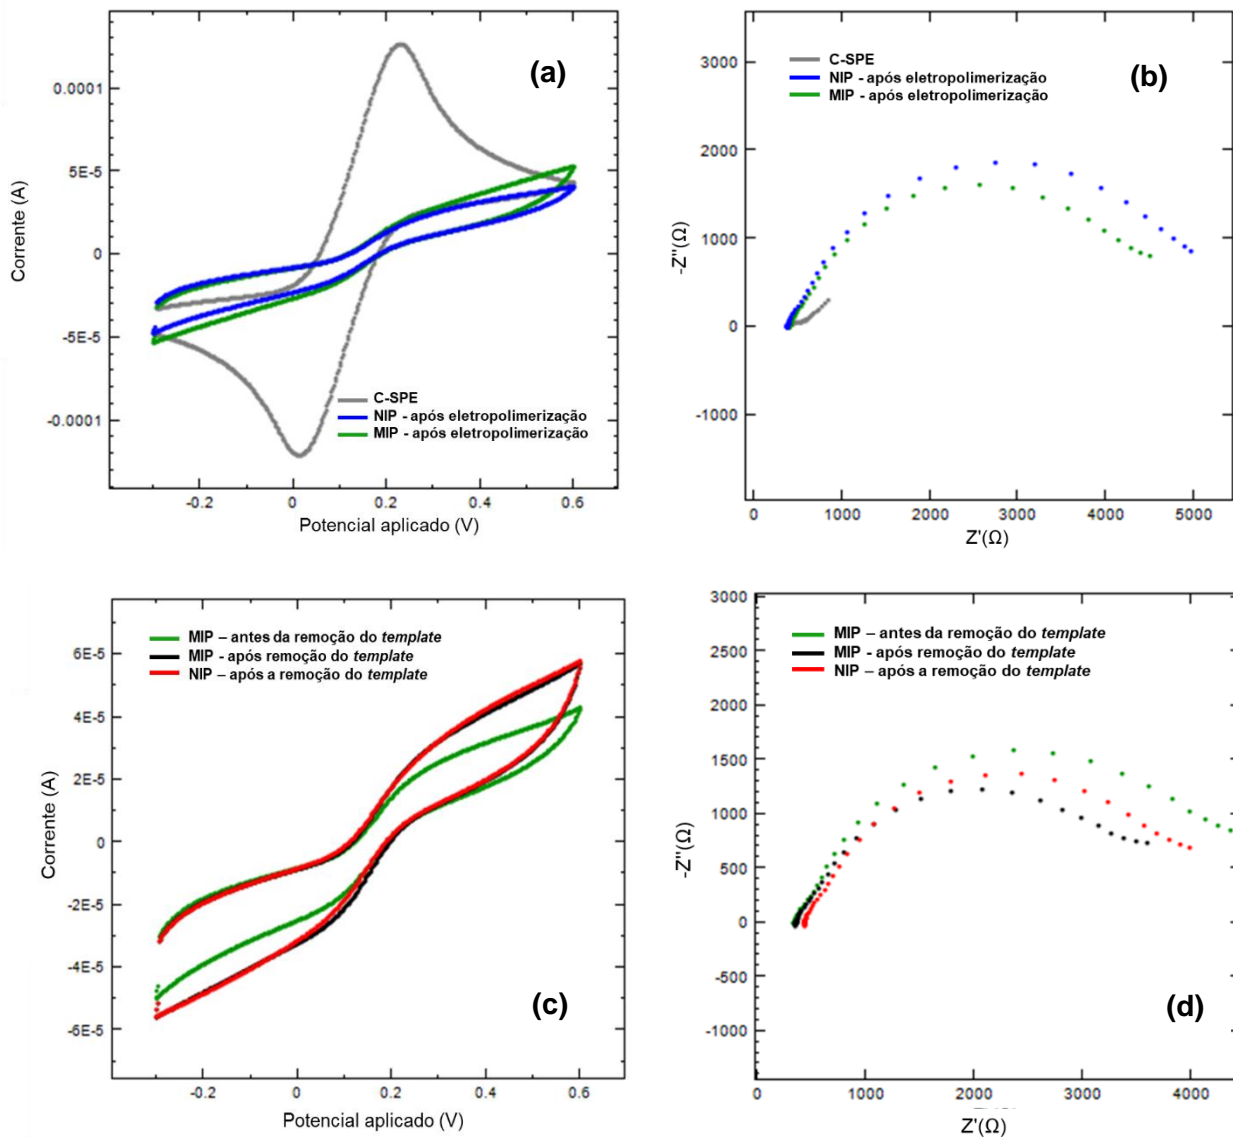 (a)
0.0001
5E-5
0
-5E-5
-0.0001
Corrente (A)
C-SPE
NIP - após eletropolimerização
MIP - após eletropolimerização
-0.2
0
0.2
0.4
0.6
Potencial aplicado (V)
(b)
C-SPE
NIP - após eletropolimerização
MIP - após eletropolimerização
3000
2000
1000
0
-1000
-Z''(Ω)
0
1000
2000
3000
4000
5000
Z'(Ω)
MIP – antes da remoção do template
MIP - após remoção do template
NIP – após a remoção do template
6E-5
4E-5
2E-5
0
-2E-5
-4E-5
-6E-5
Corrente (A)
(c)
-0.2
0
0.2
0.4
0.6
Potencial aplicado (V)
MIP – antes da remoção do template
MIP - após remoção do template
NIP – após a remoção do template
3000
2500
2000
1500
1000
500
0
-500
-1000
-Z''(Ω)
(d)
0
1000
2000
3000
4000
Z'(Ω)